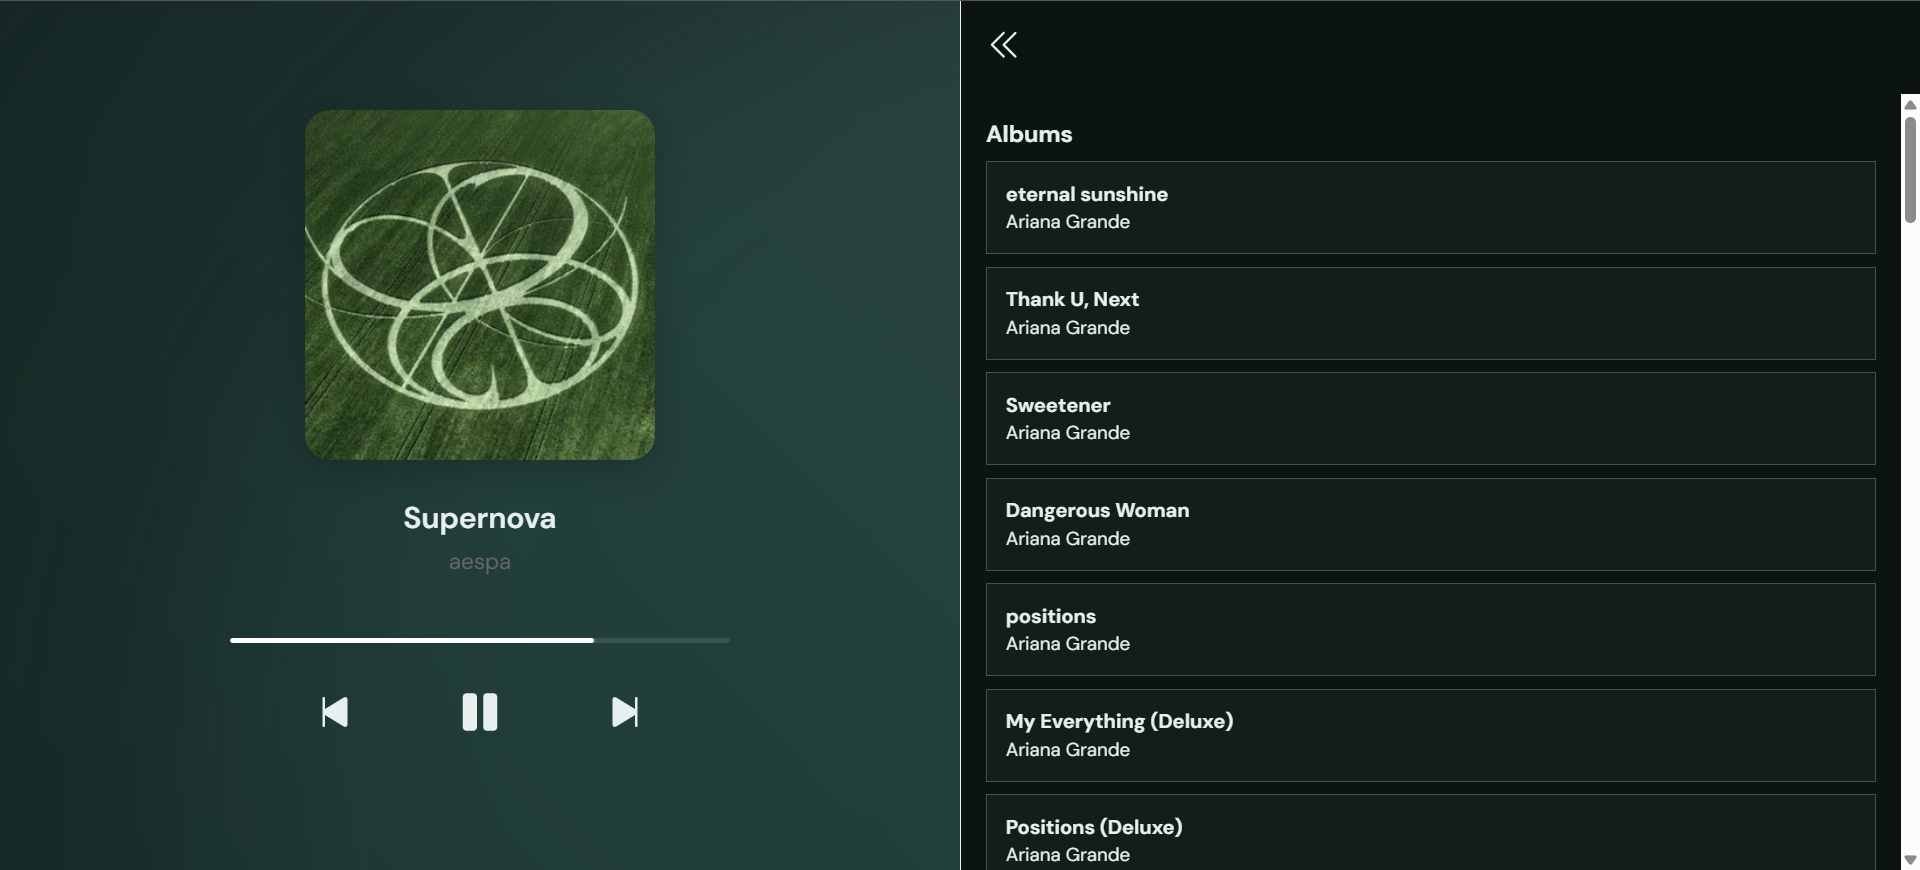 Supernova
aespa
Albums
eternal sunshine
Ariana Grande
Thank U, Next
Ariana Grande
Sweetener
Ariana Grande
Dangerous Woman
Ariana Grande
positions
Ariana Grande
My Everything (Deluxe)
Ariana Grande
Positions (Deluxe)
Ariana Grande